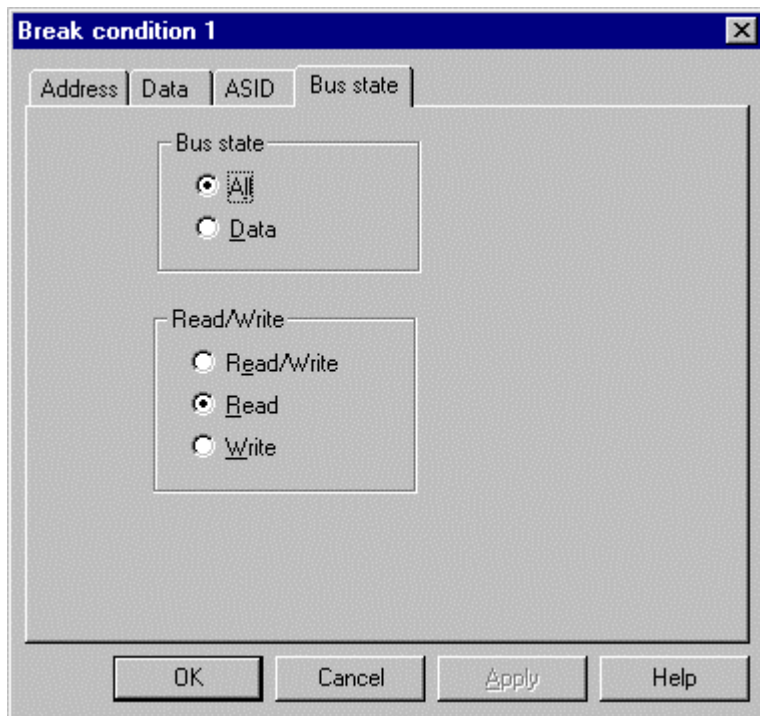 Break condition 1
Address Data ASID Bus state
Bus state
All
Data
Read/Write
Read/Write
Read
Write
OK Cancel Apply Help